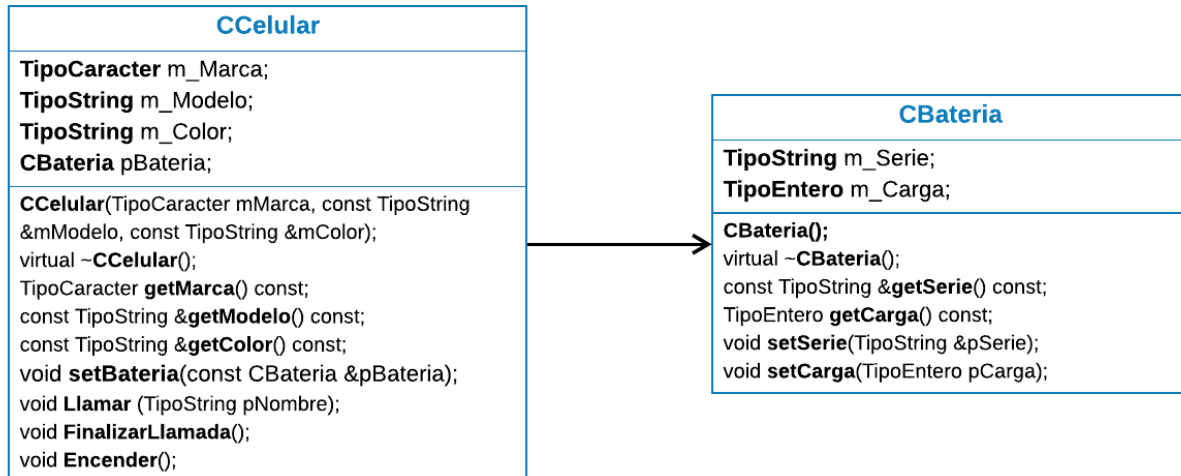 CCelular
TipoCaracter m_Marca;
TipoString m_Modelo;
TipoString m_Color;
CBateria pBateria;
CCelular(TipoCaracter mMarca, const TipoString
&mModelo, const TipoString &mColor);
virtual ~CCelular();
TipoCaracter getMarca() const;
const TipoString &getModelo() const;
const TipoString &getColor() const;
void setBateria(const CBateria &pBateria);
void Llamar (TipoString pNombre);
void FinalizarLlamada();
void Encender();
CBateria
TipoString m_Serie;
TipoEntero m_Carga;
CBateria();
virtual ~CBateria();
const TipoString &getSerie() const;
TipoEntero getCarga() const;
void setSerie(TipoString &pSerie);
void setCarga(TipoEntero pCarga);